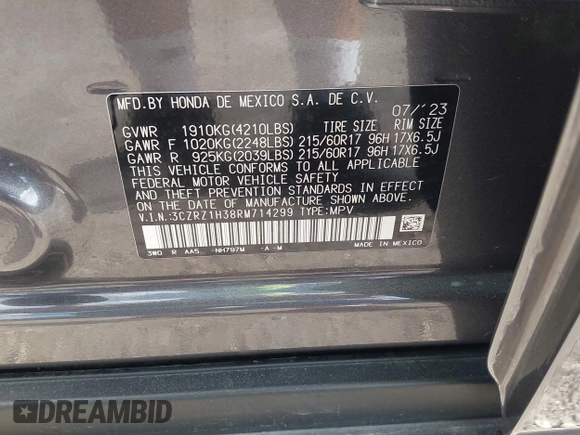 MFD.BY HONDA DE MEXICO S.A. DE C.V.
07/´23
GVWR 1910KG(4210LBS) TIRE SIZE RIM SIZE
GAWR F 1020KG(2248LBS) 215/60R17 96H 17X6.5J
GAWR R 925KG(2039LBS) 215/60R17 96H 17X6.5J
THIS VEHICLE CONFORMS TO ALL APPLICABLE
FEDERAL MOTOR VEHICLE SAFETY
AND THEFT PREVENTION STANDARDS IN EFFECT
ON THE DATE OF MANUFACTURE SHOWN ABOVE.
V.I.N.:3CZRZ1H38RM714299 TYPE:MPV
3W0 R AA5 NH797M A-M MADE IN MEXICO
DREAMBID